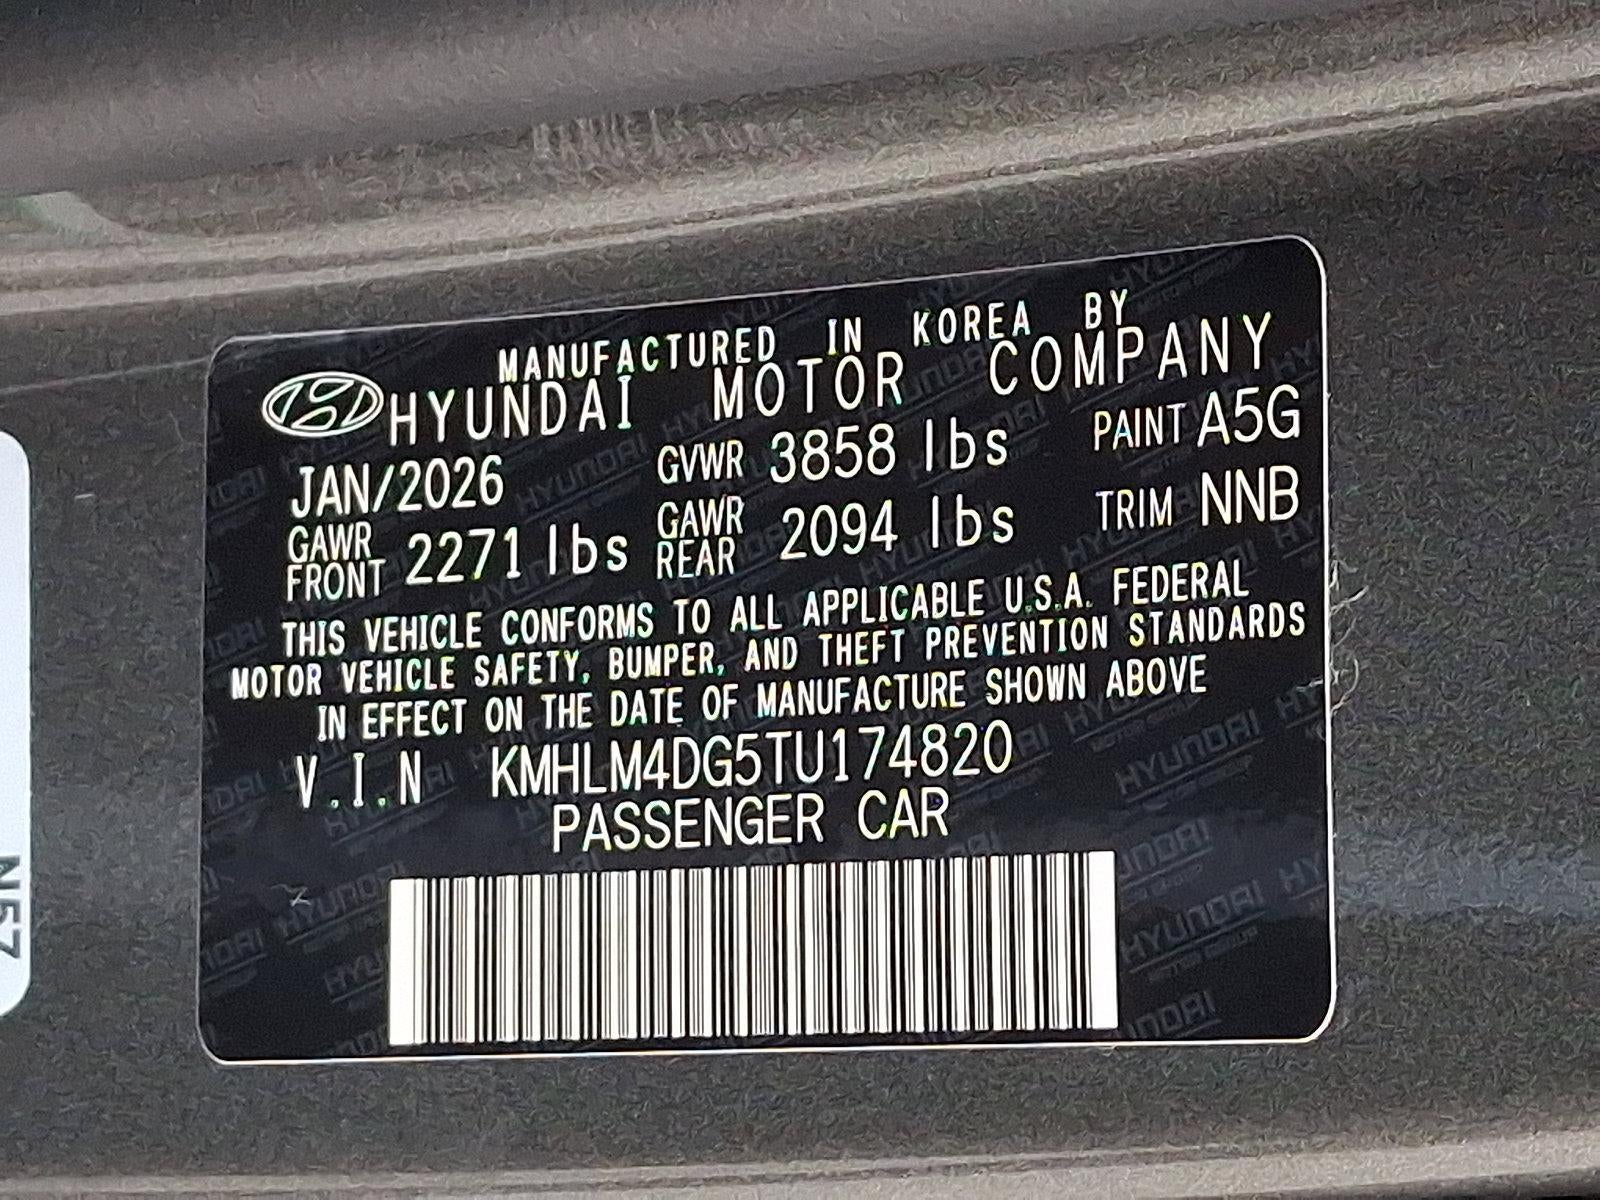 MANUFACTURED IN KOREA BY
HYUNDAI MOTOR COMPANY
JAN/2026 GVWR 3858 lbs PAINT A5G
GAWR FRONT 2271 lbs GAWR REAR 2094 lbs TRIM NNB
THIS VEHICLE CONFORMS TO ALL APPLICABLE U.S.A. FEDERAL
MOTOR VEHICLE SAFETY, BUMPER, AND THEFT PREVENTION STANDARDS
IN EFFECT ON THE DATE OF MANUFACTURE SHOWN ABOVE
V.I.N KMHLM4DG5TU174820
PASSENGER CAR